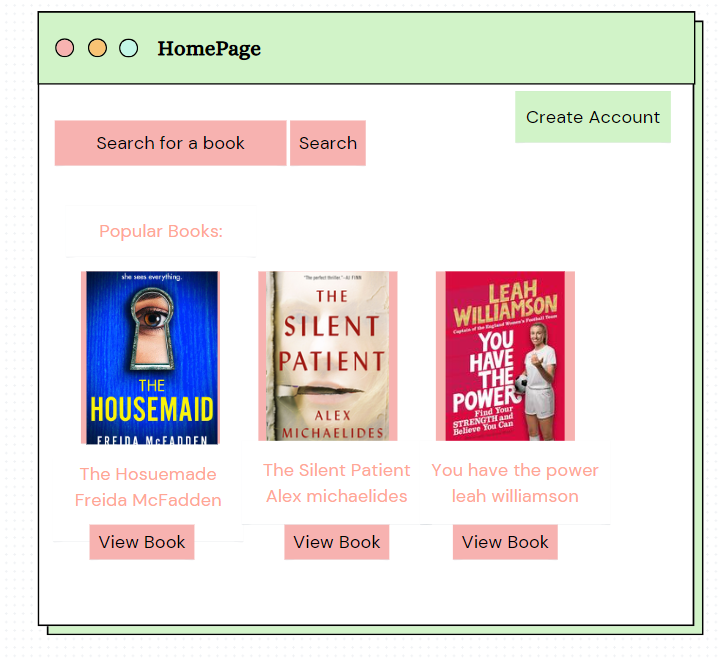 HomePage
Create Account
Search for a book
Search
Popular Books:
she sees everything.
THE
HOUSEMAID
FREIDA McFADDEN
"The perfect thriller." —A.J. FINN
THE
SILENT
PATIENT
ALEX
MICHAELIDES
LEAH
WILLIAMSON
Captain of the England Women's Football Team
YOU
HAVE
THE
POWER
Find Your
STRENGTH and
Believe You Can
The Hosuemade
Freida McFadden
The Silent Patient
Alex michaelides
You have the power
leah williamson
View Book
View Book
View Book